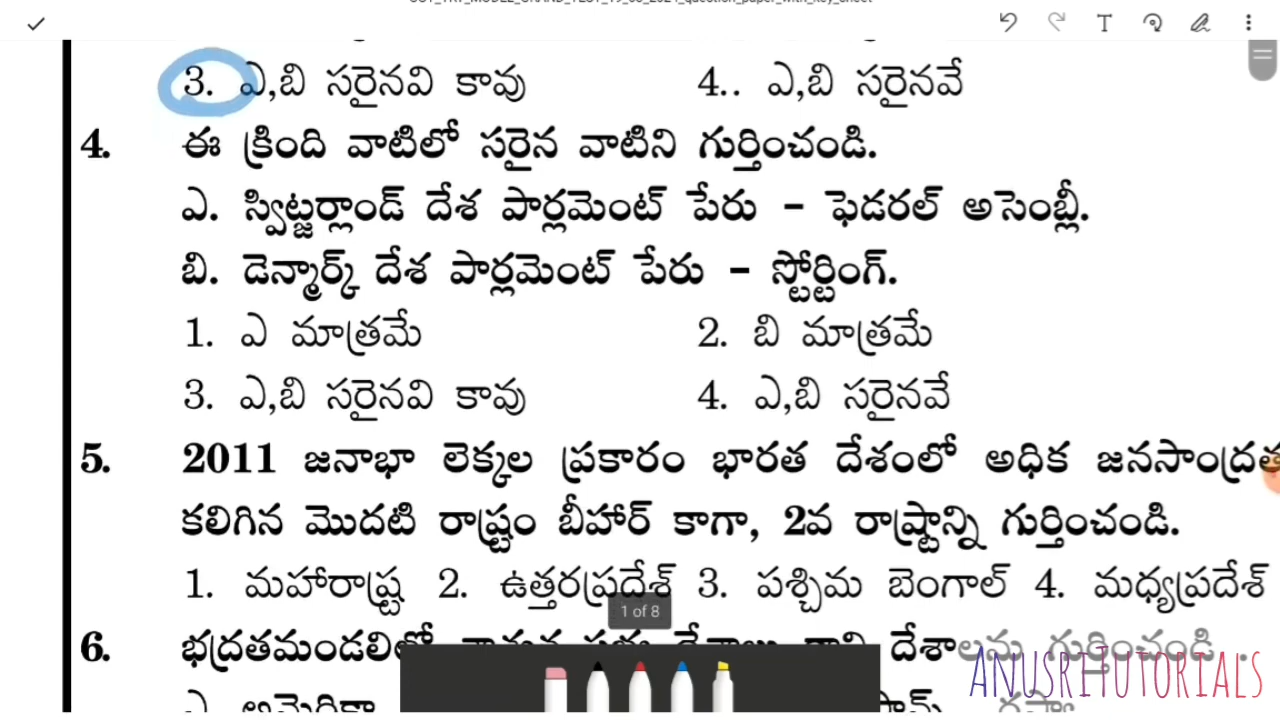 3. ఎ,బి సరైనవి కావు 4.. ఎ,బి సరైనవే
4. ఈ క్రింది వాటిలో సరైన వాటిని గుర్తించండి.
ఎ. స్విట్జర్లాండ్ దేశ పార్లమెంట్ పేరు - ఫెడరల్ అసెంబ్లీ.
బి. డెన్మార్క్ దేశ పార్లమెంట్ పేరు - స్టోర్టింగ్.
1. ఎ మాత్రమే 2. బి మాత్రమే
3. ఎ,బి సరైనవి కావు 4. ఎ,బి సరైనవే
5. 2011 జనాభా లెక్కల ప్రకారం భారత దేశంలో అధిక జనసాంద్రత
కలిగిన మొదటి రాష్ట్రం బీహార్ కాగా, 2వ రాష్ట్రాన్ని గుర్తించండి.
1. మహారాష్ట్ర 2. ఉత్తరప్రదేశ్ 3. పశ్చిమ బెంగాల్ 4. మధ్యప్రదేశ్
1 of 8
6. భద్రతమండలిలో దేశాలను గుర్తించండి .
ఎ అమెరికా
ANUSRITUTORIALS